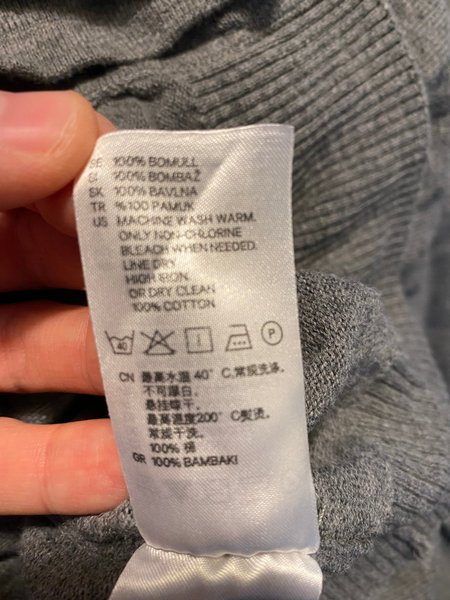 SE 100% BOMULL
SI 100% BOMBAŽ
SK 100% BAVLNA
TR %100 PAMUK
US MACHINE WASH WARM.
ONLY NON-CHLORINE
BLEACH WHEN NEEDED.
LINE DRY
HIGH IRON.
OR DRY CLEAN
100% COTTON
40 P
CN 最高水温 40° C,常规洗涤,
不可漂白,
悬挂晾干,
最高温度200° C熨烫,
常规干洗,
100% 棉
GR 100% BAMBAKI